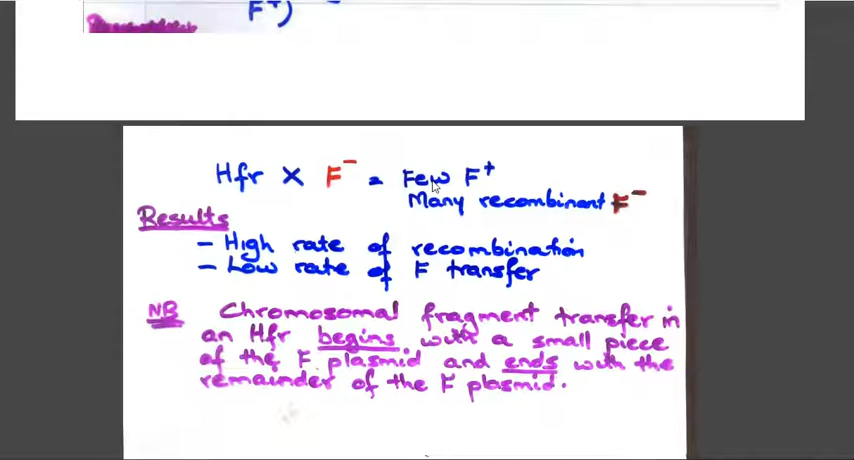 F⁺)
Hfr × F⁻ = Few F⁺
Many recombinant F⁻
Results
– High rate of recombination
– Low rate of F transfer
NB Chromosomal fragment transfer in
an Hfr begins with a small piece
of the F plasmid and ends with the
remainder of the F plasmid.